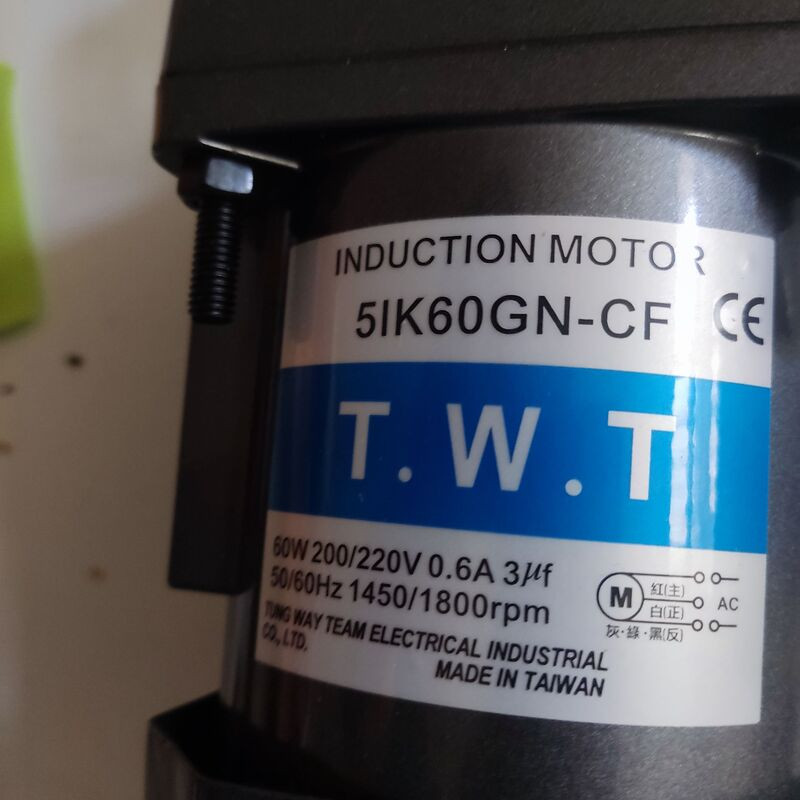 INDUCTION MOTOR
5IK60GN-CF CE
T.W.T
60W 200/220V 0.6A 3μf
50/60Hz 1450/1800rpm
TUNG WAY TEAM ELECTRICAL INDUSTRIAL
CO., LTD.
MADE IN TAIWAN
紅(主)
M
白(正)
AC
灰·綠·黑(反)